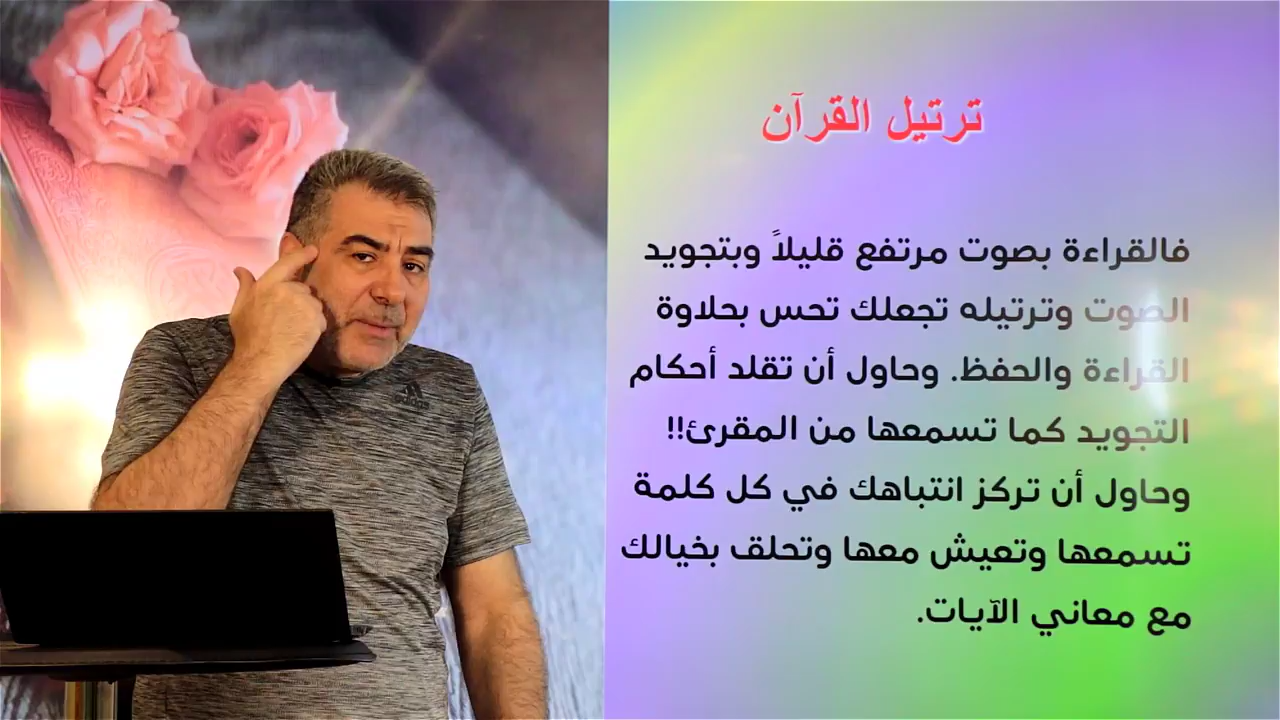 ترتيل القرآن
فالقراءة بصوت مرتفع قليلاً وبتجويد
الصوت وترتيله تجعلك تحس بحلاوة
القراءة والحفظ. وحاول أن تقلد أحكام
التجويد كما تسمعها من المقرئ!!
وحاول أن تركز انتباهك في كل كلمة
تسمعها وتعيش معها وتحلق بخيالك
مع معاني الآيات.